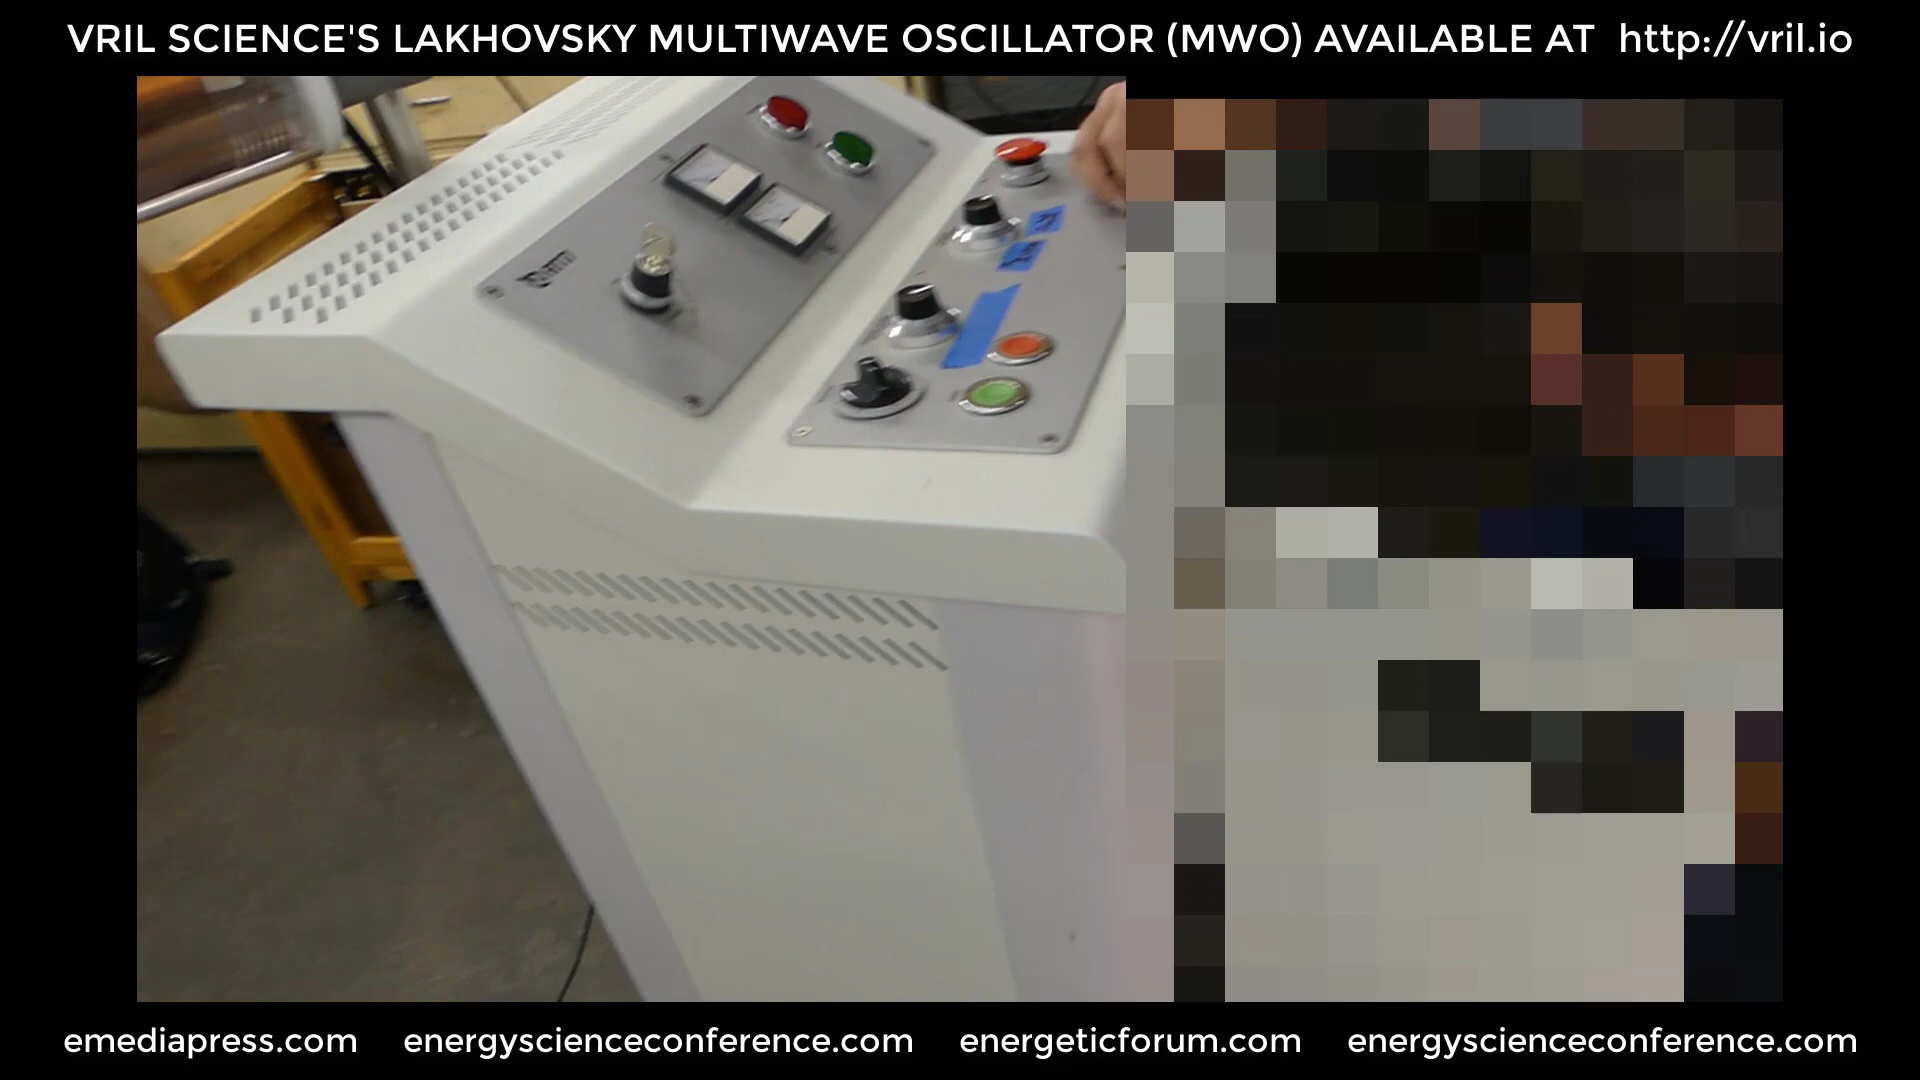 VRIL SCIENCE'S LAKHOVSKY MULTIWAVE OSCILLATOR (MWO) AVAILABLE AT http://vril.io
emediapress.com energyscienceconference.com energeticforum.com energyscienceconference.com